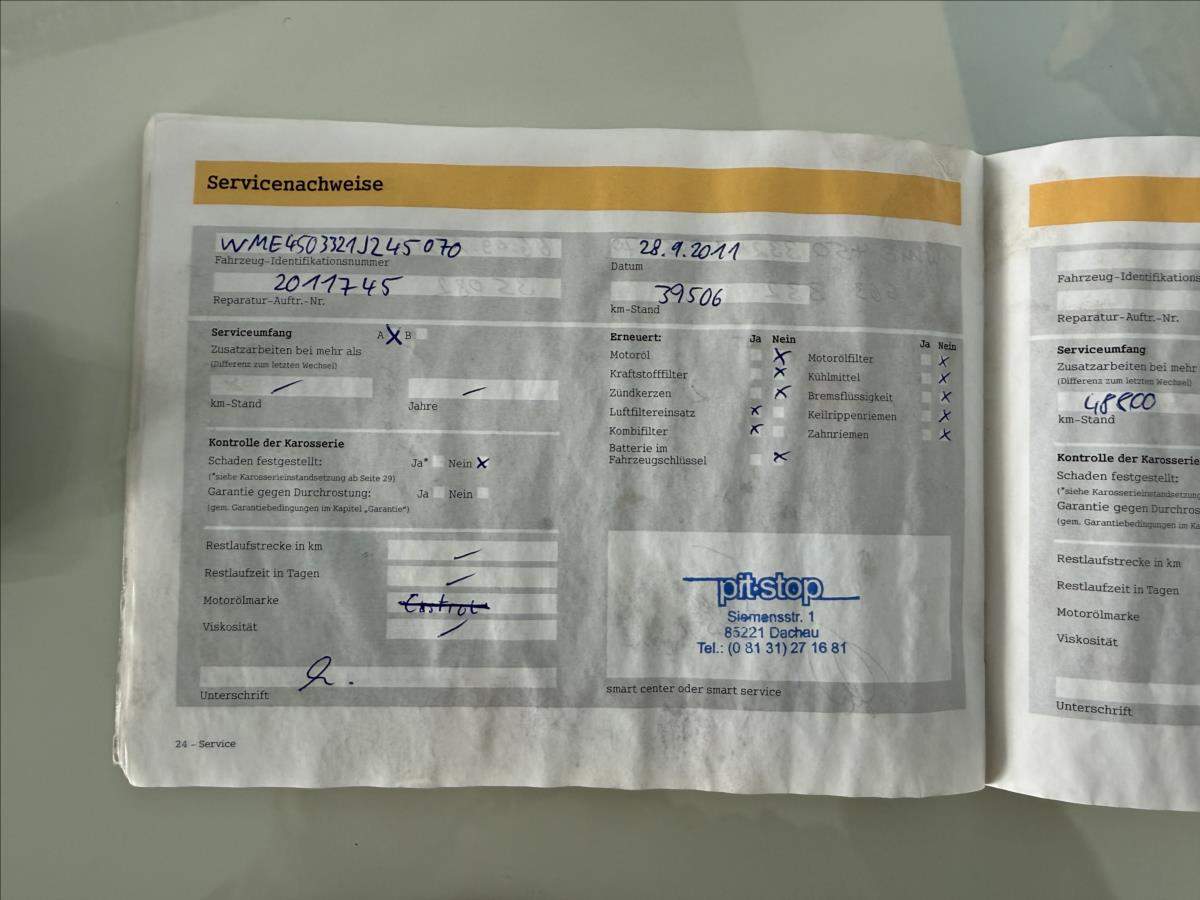 Servicenachweise
WME4503321J245070
Fahrzeug-Identifikationsnummer
2011745
Reparatur-Auftr.-Nr.
28.9.2011
Datum
39506
km-Stand
Serviceumfang A X B
Zusatzarbeiten bei mehr als
(Differenz zum letzten Wechsel)
km-Stand
Jahre
Kontrolle der Karosserie
Schaden festgestellt: Ja* Nein X
(*siehe Karosserieinstandsetzung ab Seite 29)
Garantie gegen Durchrostung: Ja Nein
(gem. Garantiebedingungen im Kapitel „Garantie“)
Erneuert: Ja Nein
Motoröl X
Kraftstofffilter X
Zündkerzen X
Luftfiltereinsatz X
Kombifilter X
Batterie im
Fahrzeugschlüssel X
Ja Nein
Motorölfilter X
Kühlmittel X
Bremsflüssigkeit X
Keilrippenriemen X
Zahnriemen X
Restlaufstrecke in km
Restlaufzeit in Tagen
Motorölmarke Castrol
Viskosität
Unterschrift
pit-stop
Siemensstr. 1
85221 Dachau
Tel.: (0 81 31) 27 16 81
smart center oder smart service
24 – Service
Fahrzeug-Identifikations
Reparatur-Auftr.-Nr.
Serviceumfang
Zusatzarbeiten bei mehr
(Differenz zum letzten Wechsel)
48800
km-Stand
Kontrolle der Karosserie
Schaden festgestellt:
(*siehe Karosserieinstandsetzung
Garantie gegen Durchros
(gem. Garantiebedingungen im Ka
Restlaufstrecke in km
Restlaufzeit in Tagen
Motorölmarke
Viskosität
Unterschrift